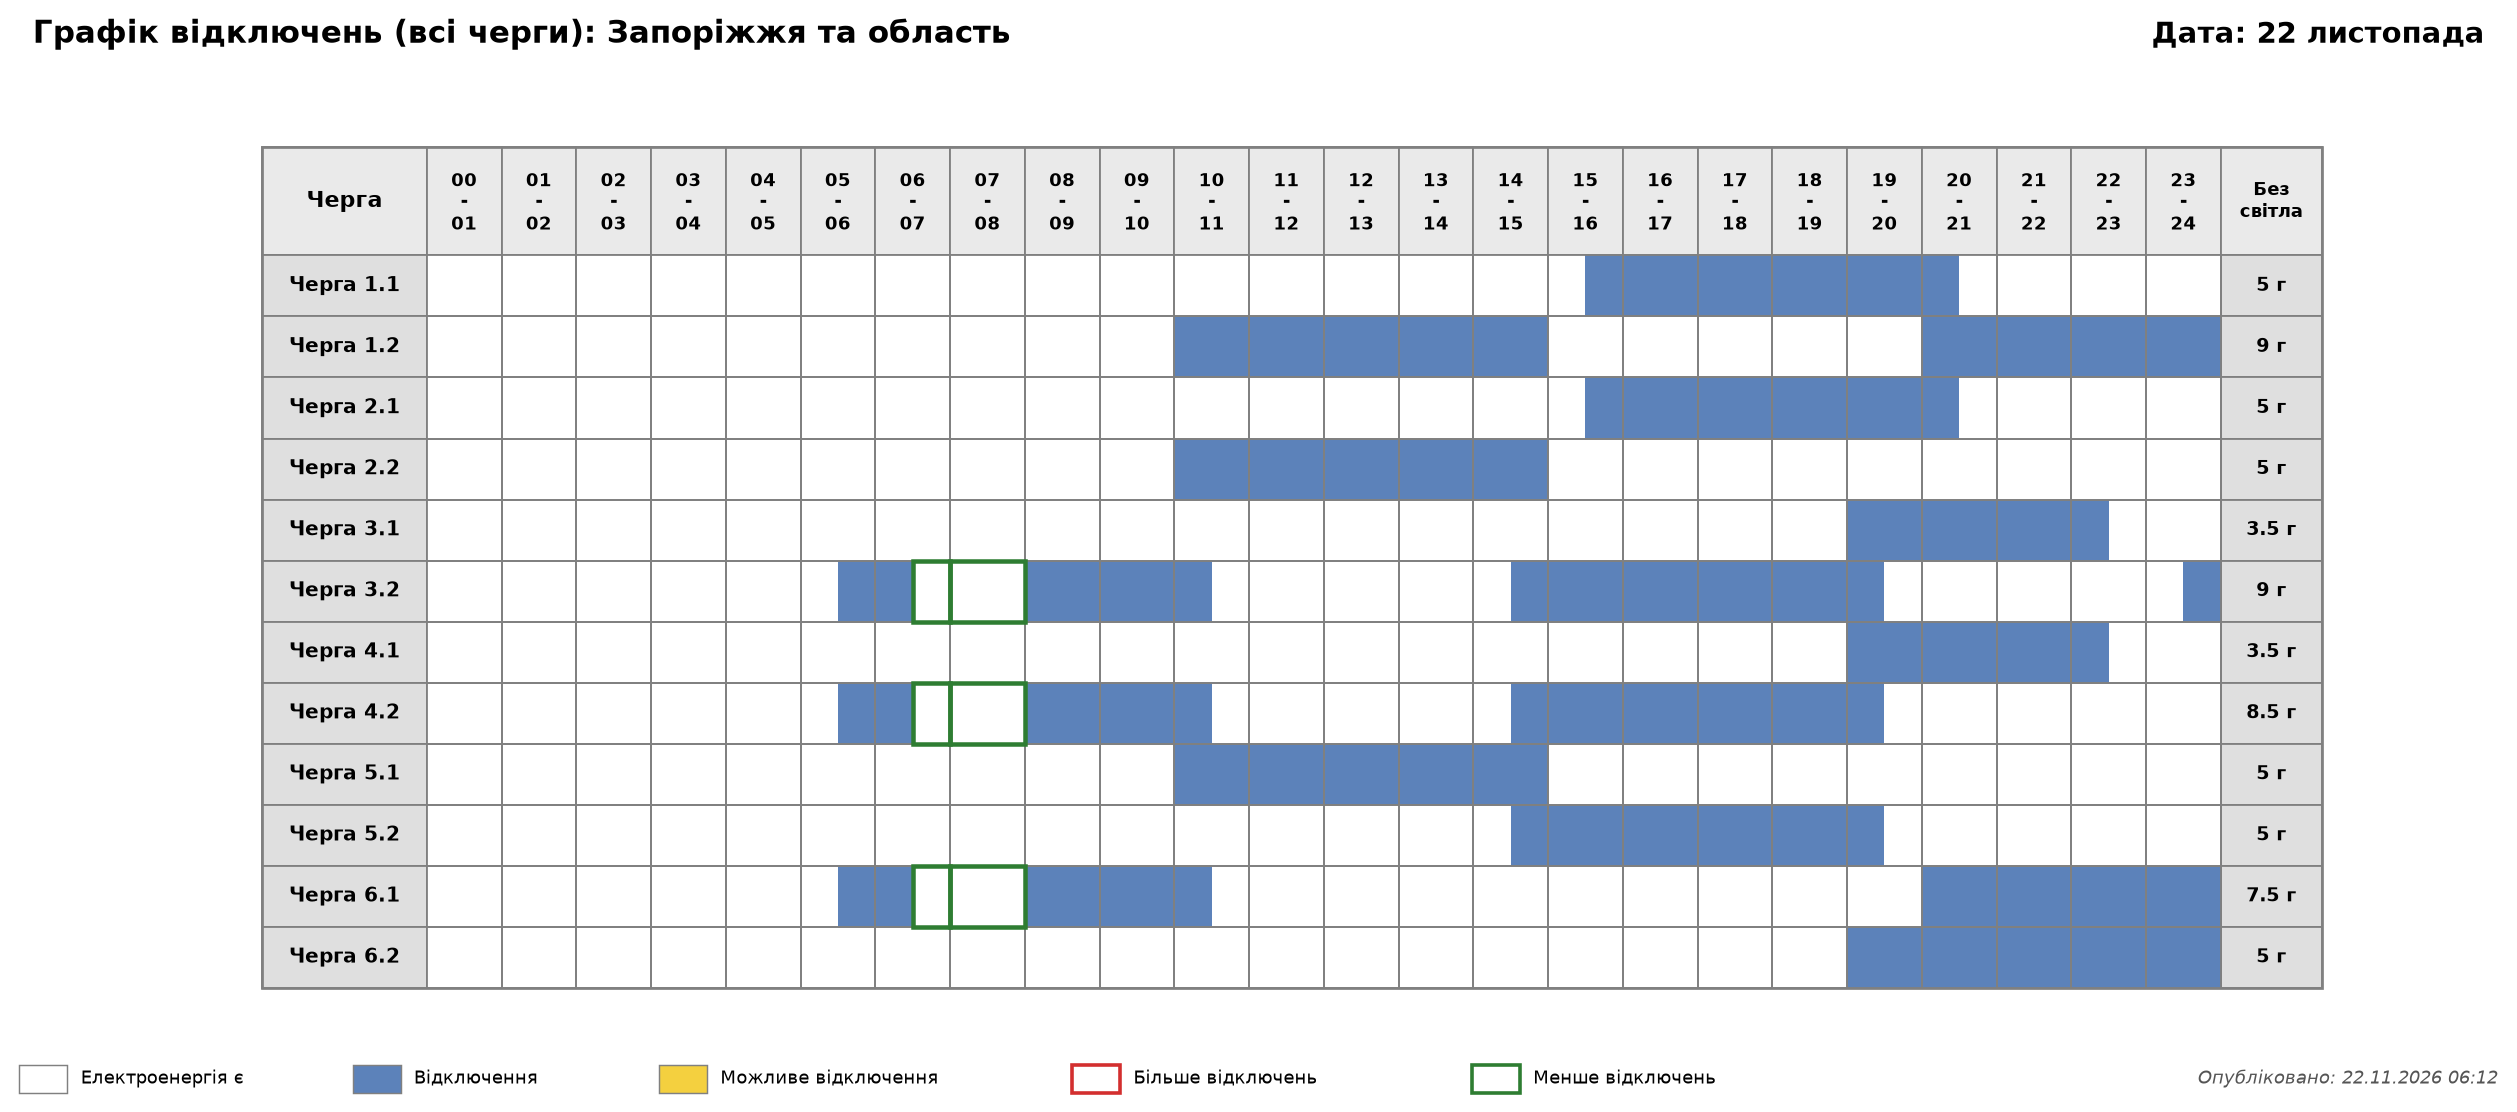 Графік відключень (всі черги): Запоріжжя та область
Дата: 22 листопада
Черга 00 - 01 01 - 02 02 - 03 03 - 04 04 - 05 05 - 06 06 - 07 07 - 08 08 - 09 09 - 10 10 - 11 11 - 12 12 - 13 13 - 14 14 - 15 15 - 16 16 - 17 17 - 18 18 - 19 19 - 20 20 - 21 21 - 22 22 - 23 23 - 24 Без світла
Черга 1.1 5 г
Черга 1.2 9 г
Черга 2.1 5 г
Черга 2.2 5 г
Черга 3.1 3.5 г
Черга 3.2 9 г
Черга 4.1 3.5 г
Черга 4.2 8.5 г
Черга 5.1 5 г
Черга 5.2 5 г
Черга 6.1 7.5 г
Черга 6.2 5 г
Електроенергія є
Відключення
Можливе відключення
Більше відключень
Менше відключень
Опубліковано: 22.11.2026 06:12